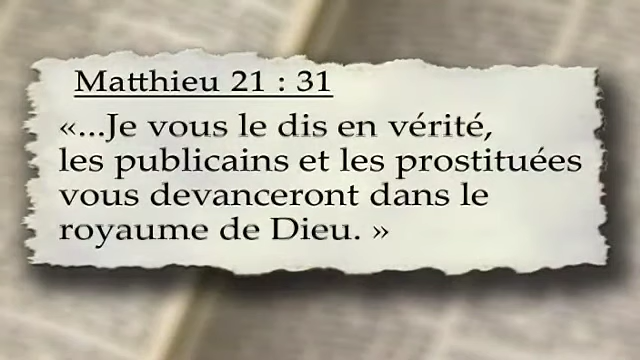 Matthieu 21 : 31
«...Je vous le dis en vérité,
les publicains et les prostituées
vous devanceront dans le
royaume de Dieu. »